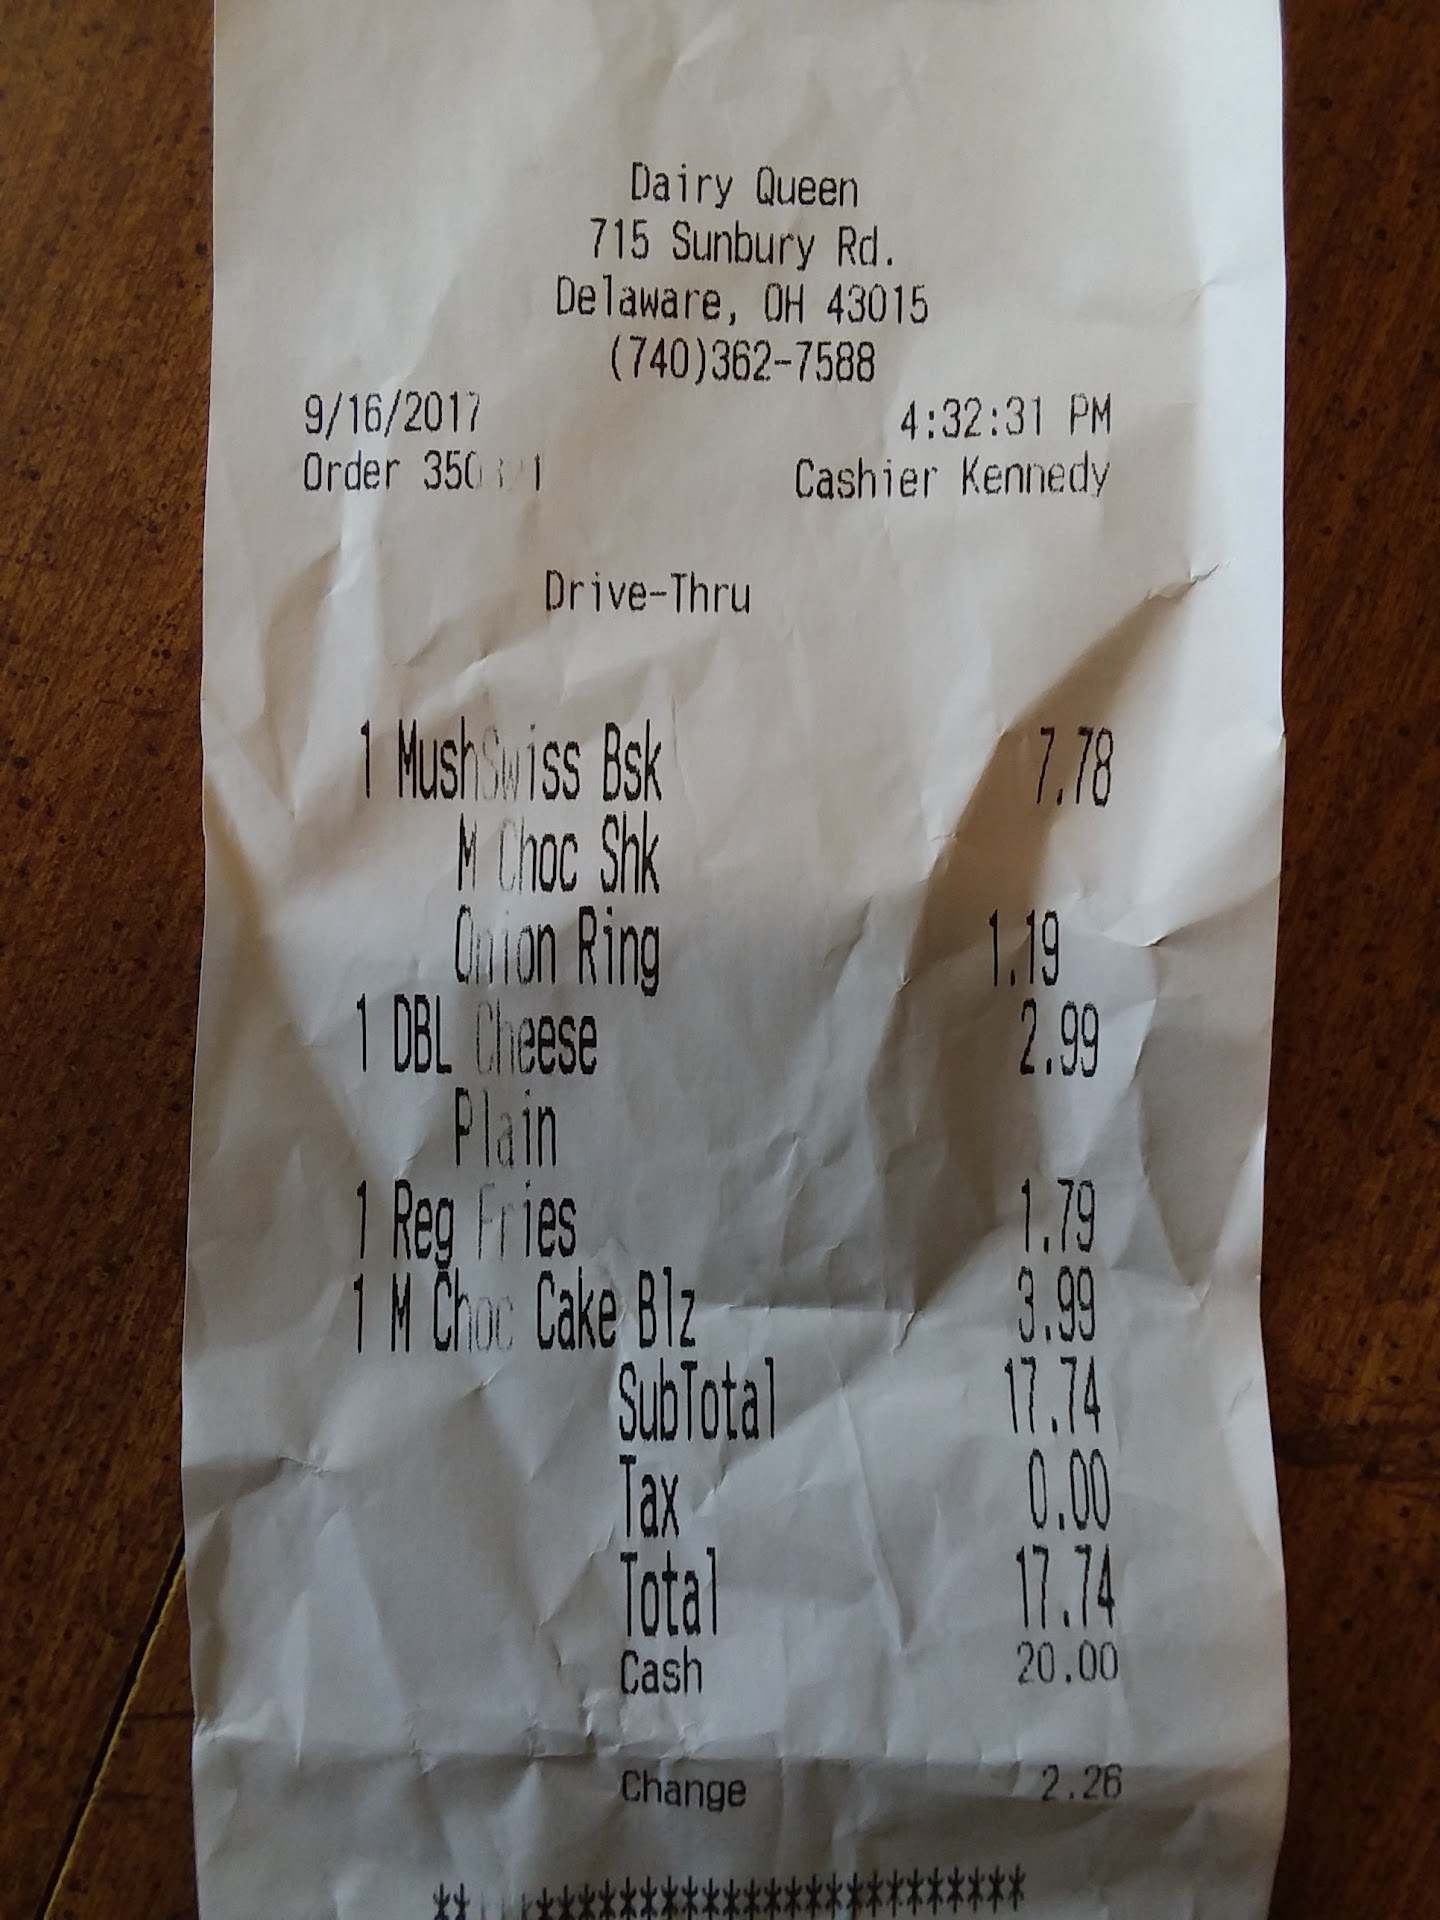 Dairy Queen
715 Sunbury Rd.
Delaware, OH 43015
(740)362-7588
9/16/2017 4:32:31 PM
Order Cashier Kennedy
Drive-Thru
1 MushSwiss Bsk 7.78
M Choc Shk
Onion Ring 1.19
1 DBL Cheese 2.99
Plain
1 Reg Fries 1.79
1 M Choc Cake Blz 3.99
SubTotal 17.74
Tax 0.00
Total 17.74
Cash 20.00
Change 2.26